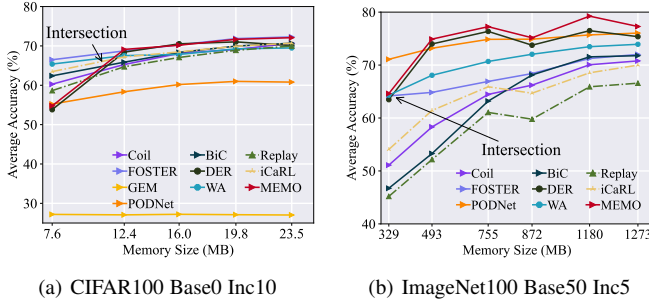 80
70
60
50
40
30
Average Accuracy (%)
Intersection
Coil
FOSTER
GEM
PODNet
BiC
DER
WA
Replay
iCaRL
MEMO
7.6 12.4 16.0 19.8 23.5
Memory Size (MB)
(a) CIFAR100 Base0 Inc10
80
70
60
50
40
Average Accuracy (%)
Intersection
Coil
FOSTER
PODNet
BiC
DER
WA
Replay
iCaRL
MEMO
329 493 755 872 1180 1273
Memory Size (MB)
(b) ImageNet100 Base50 Inc5